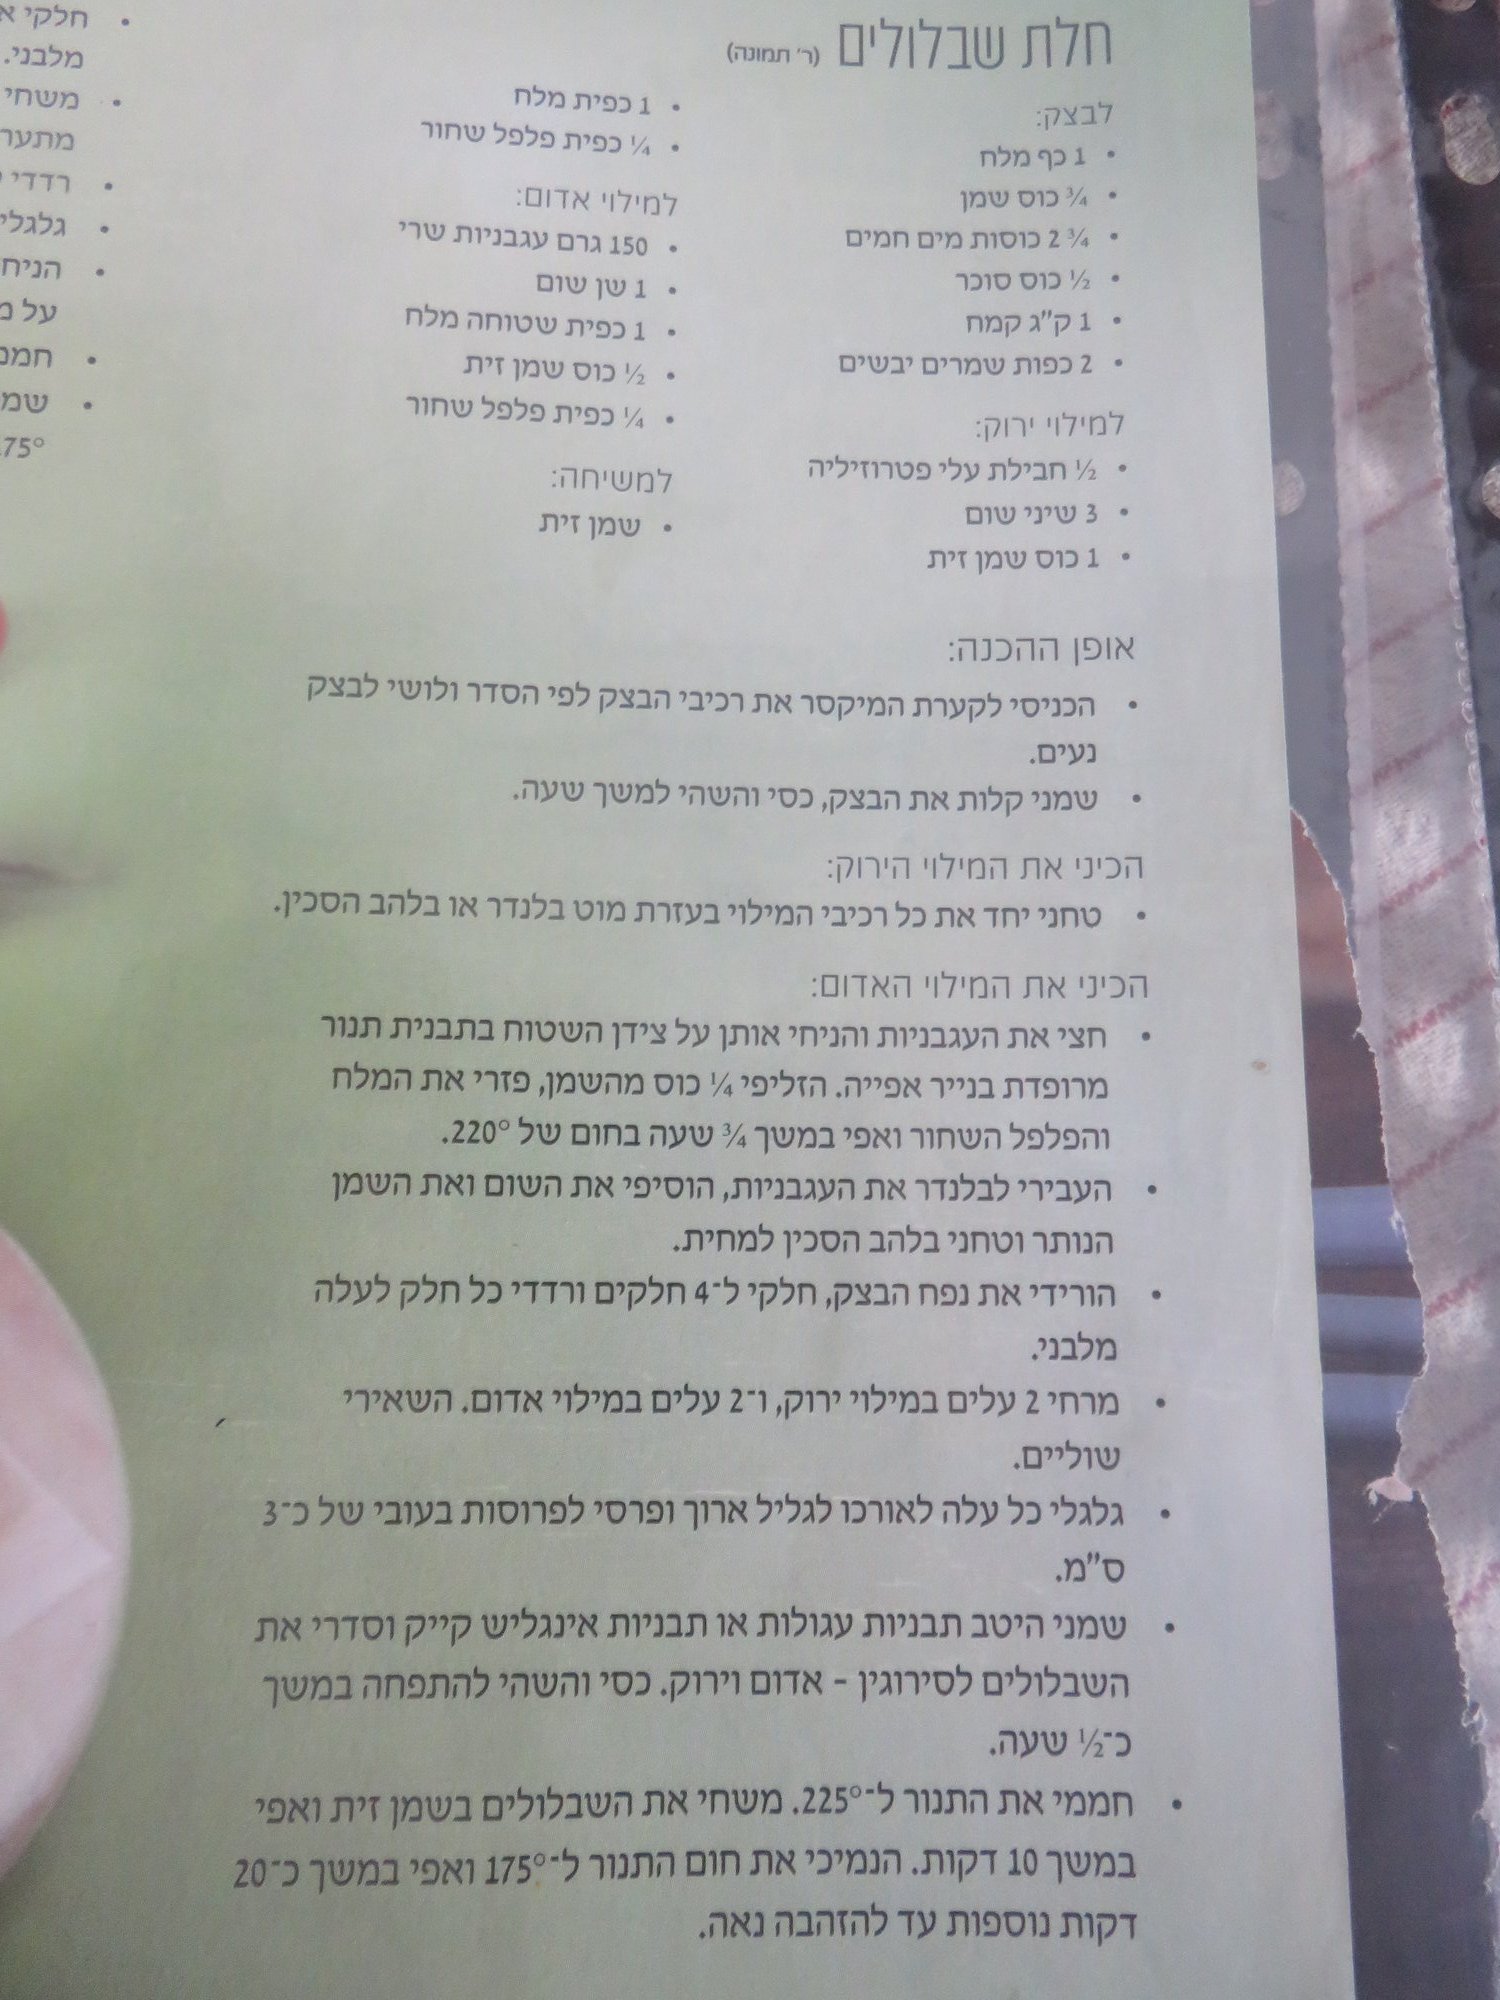 חלת שבלולים (ר' תמונה)
לבצק:
• 1 כף מלח
• ¾ כוס שמן
• ¾ 2 כוסות מים חמים
• ½ כוס סוכר
• 1 ק"ג קמח
• 2 כפות שמרים יבשים
למילוי ירוק:
• ½ חבילת עלי פטרוזיליה
• 3 שיני שום
• 1 כוס שמן זית
• 1 כפית מלח
• ¼ כפית פלפל שחור
למילוי אדום:
• 150 גרם עגבניות שרי
• 1 שן שום
• 1 כפית שטוחה מלח
• ½ כוס שמן זית
• ¼ כפית פלפל שחור
למשיחה:
• שמן זית
אופן ההכנה:
• הכניסי לקערת המיקסר את רכיבי הבצק לפי הסדר ולושי לבצק
נעים.
• שמני קלות את הבצק, כסי והשהי למשך שעה.
הכיני את המילוי הירוק:
• טחני יחד את כל רכיבי המילוי בעזרת מוט בלנדר או בלהב הסכין.
הכיני את המילוי האדום:
• חצי את העגבניות והניחי אותן על צידן השטוח בתבנית תנור
מרופדת בנייר אפייה. הזליפי ¼ כוס מהשמן, פזרי את המלח
והפלפל השחור ואפי במשך ¾ שעה בחום של 220°.
• העבירי לבלנדר את העגבניות, הוסיפי את השום ואת השמן
הנותר וטחני בלהב הסכין למחית.
• הורידי את נפח הבצק, חלקי ל־4 חלקים ורדדי כל חלק לעלה
מלבני.
• מרחי 2 עלים במילוי ירוק, ו־2 עלים במילוי אדום. השאירי
שוליים.
• גלגלי כל עלה לאורכו לגליל ארוך ופרסי לפרוסות בעובי של כ־3
ס"מ.
• שמני היטב תבניות עגולות או תבניות אינגליש קייק וסדרי את
השבלולים לסירוגין - אדום וירוק. כסי והשהי להתפחה במשך
כ־½ שעה.
• חממי את התנור ל־225°. משחי את השבלולים בשמן זית ואפי
במשך 10 דקות. הנמיכי את חום התנור ל־175° ואפי במשך כ־20
דקות נוספות עד להזהבה נאה.
• חלקי
מלבני.
• משחי
• רדדי
על